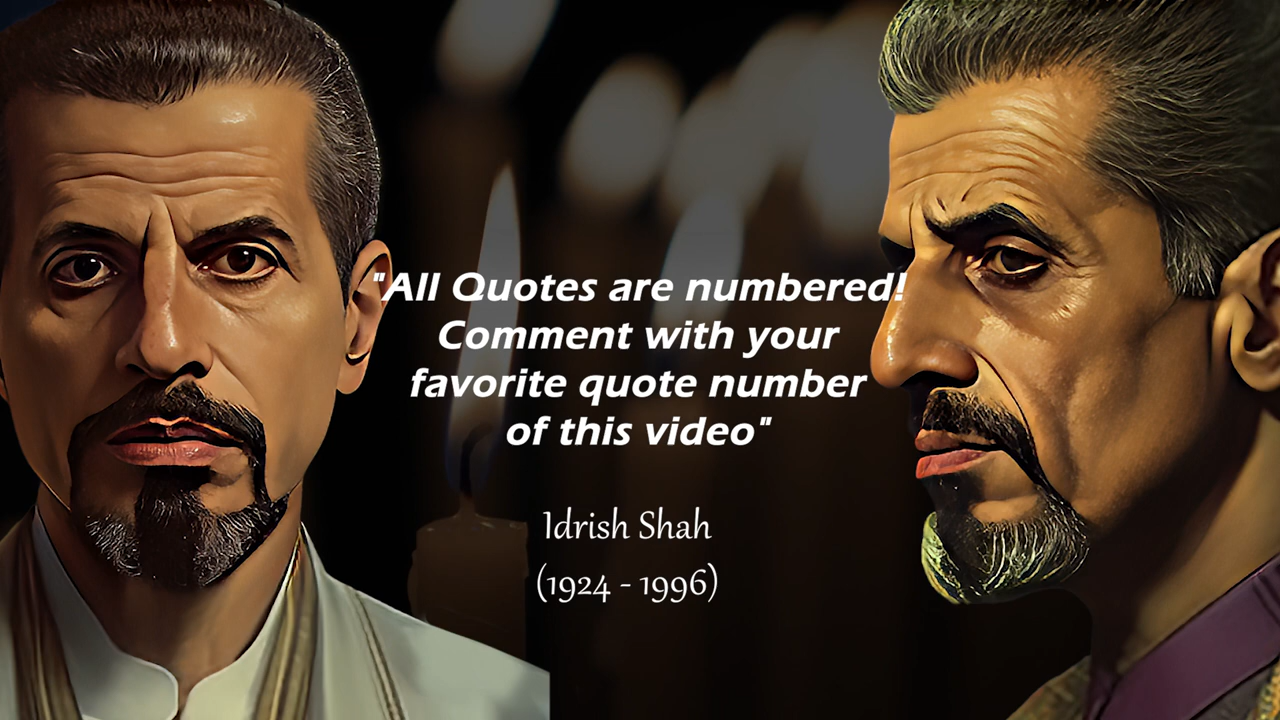 "All Quotes are numbered!
Comment with your
favorite quote number
of this video"
Idrish Shah
(1924 - 1996)